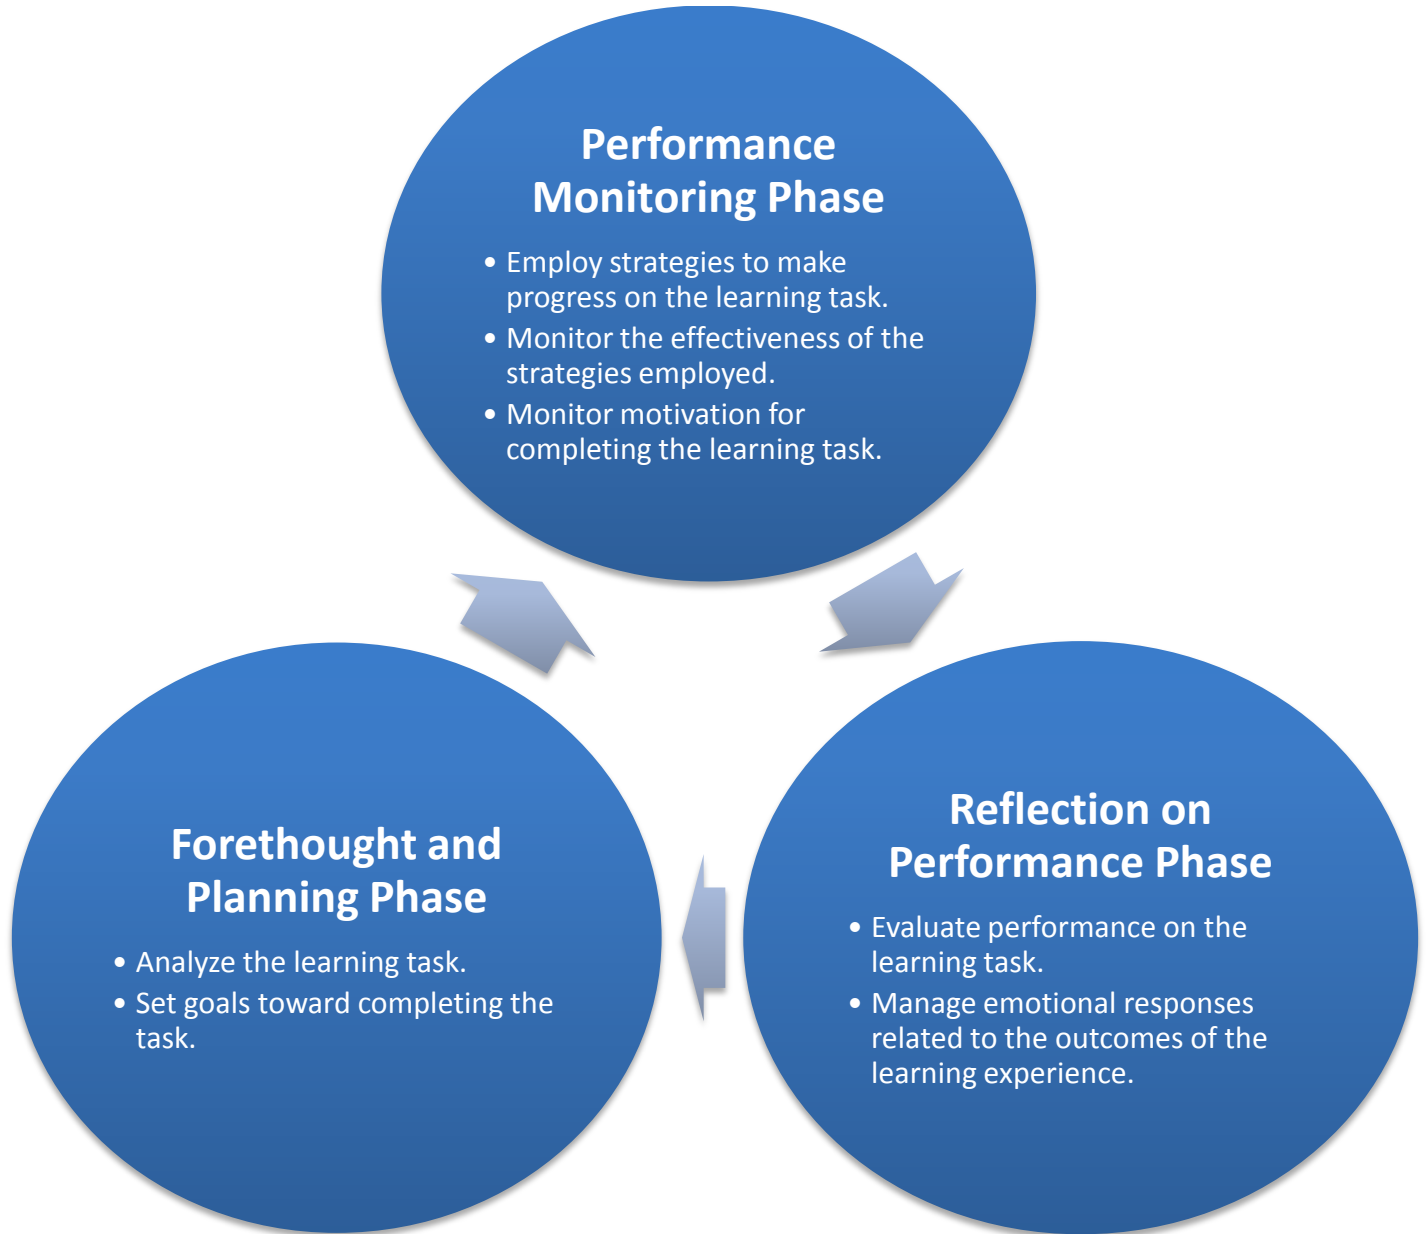 Performance
Monitoring Phase
• Employ strategies to make
progress on the learning task.
• Monitor the effectiveness of the
strategies employed.
• Monitor motivation for
completing the learning task.
Forethought and
Planning Phase
• Analyze the learning task.
• Set goals toward completing the
task.
Reflection on
Performance Phase
• Evaluate performance on the
learning task.
• Manage emotional responses
related to the outcomes of the
learning experience.